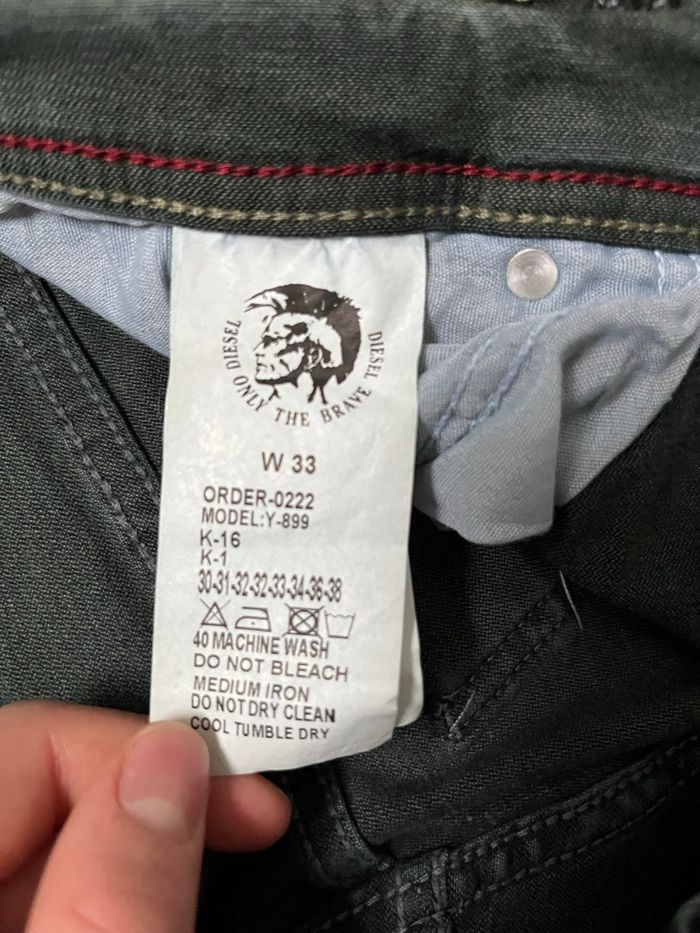 DIESEL ONLY THE BRAVE DIESEL
W 33
ORDER-0222
MODEL:Y-899
K-16
K-1
30-31-32-32-33-34-36-38
40 MACHINE WASH
DO NOT BLEACH
MEDIUM IRON
DO NOT DRY CLEAN
COOL TUMBLE DRY